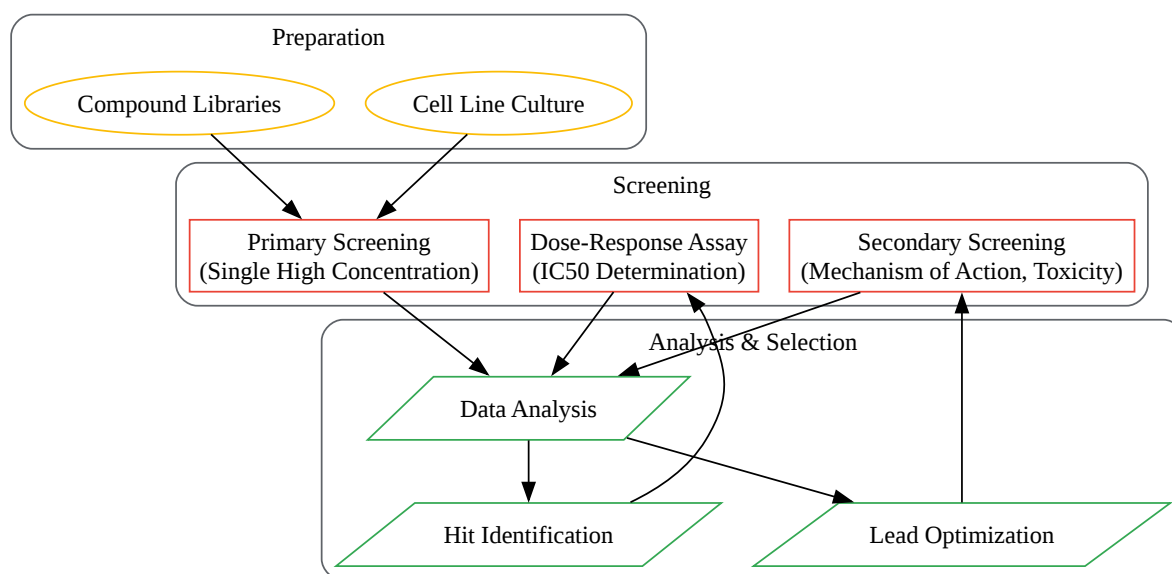 Preparation
Compound Libraries
Cell Line Culture
Screening
Primary Screening
(Single High Concentration)
Dose-Response Assay
(IC50 Determination)
Secondary Screening
(Mechanism of Action, Toxicity)
Analysis & Selection
Data Analysis
Hit Identification
Lead Optimization